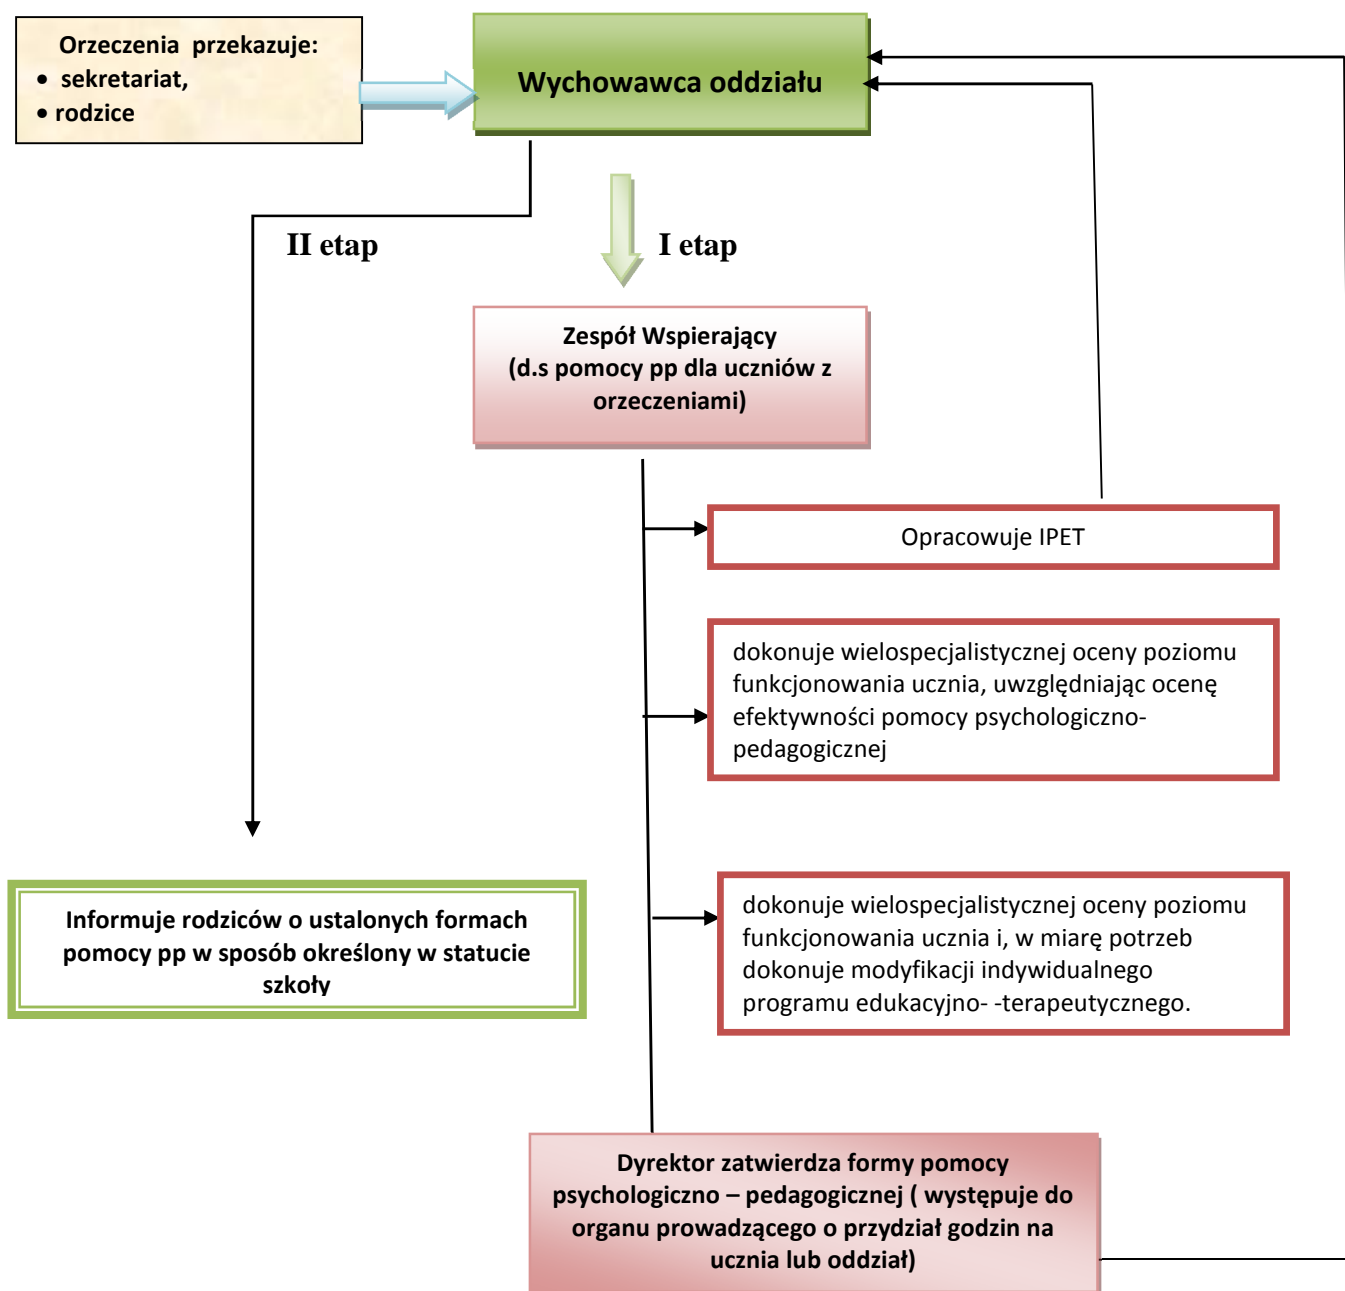 Orzeczenia przekazuje:
• sekretariat,
• rodzice
Wychowawca oddziału
II etap
I etap
Zespół Wspierający
(d.s pomocy pp dla uczniów z
orzeczeniami)
Opracowuje IPET
dokonuje wielospecjalistycznej oceny poziomu
funkcjonowania ucznia, uwzględniając ocenę
efektywności pomocy psychologiczno-
pedagogicznej
dokonuje wielospecjalistycznej oceny poziomu
funkcjonowania ucznia i, w miarę potrzeb
dokonuje modyfikacji indywidualnego
programu edukacyjno- -terapeutycznego.
Informuje rodziców o ustalonych formach
pomocy pp w sposób określony w statucie
szkoły
Dyrektor zatwierdza formy pomocy
psychologiczno – pedagogicznej ( występuje do
organu prowadzącego o przydział godzin na
ucznia lub oddział)